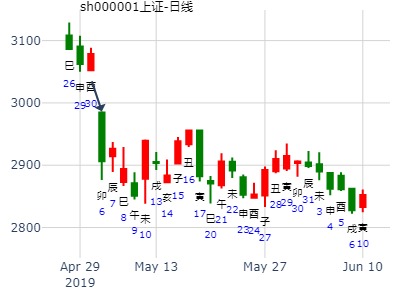 sh000001上证-日线
3100
3000
2900
2800
巳
26
申
29
酉
30
卯
6
辰
7
巳
8
午
9
未
10
戌
13
亥
14
子
15
丑
16
寅
17
巳
20
午
21
未
22
申
23
酉
24
子
27
丑
28
寅
29
卯
30
辰
31
未
3
申
4
酉
5
戌
6
寅
10
Apr 29
2019
May 13
May 27
Jun 10